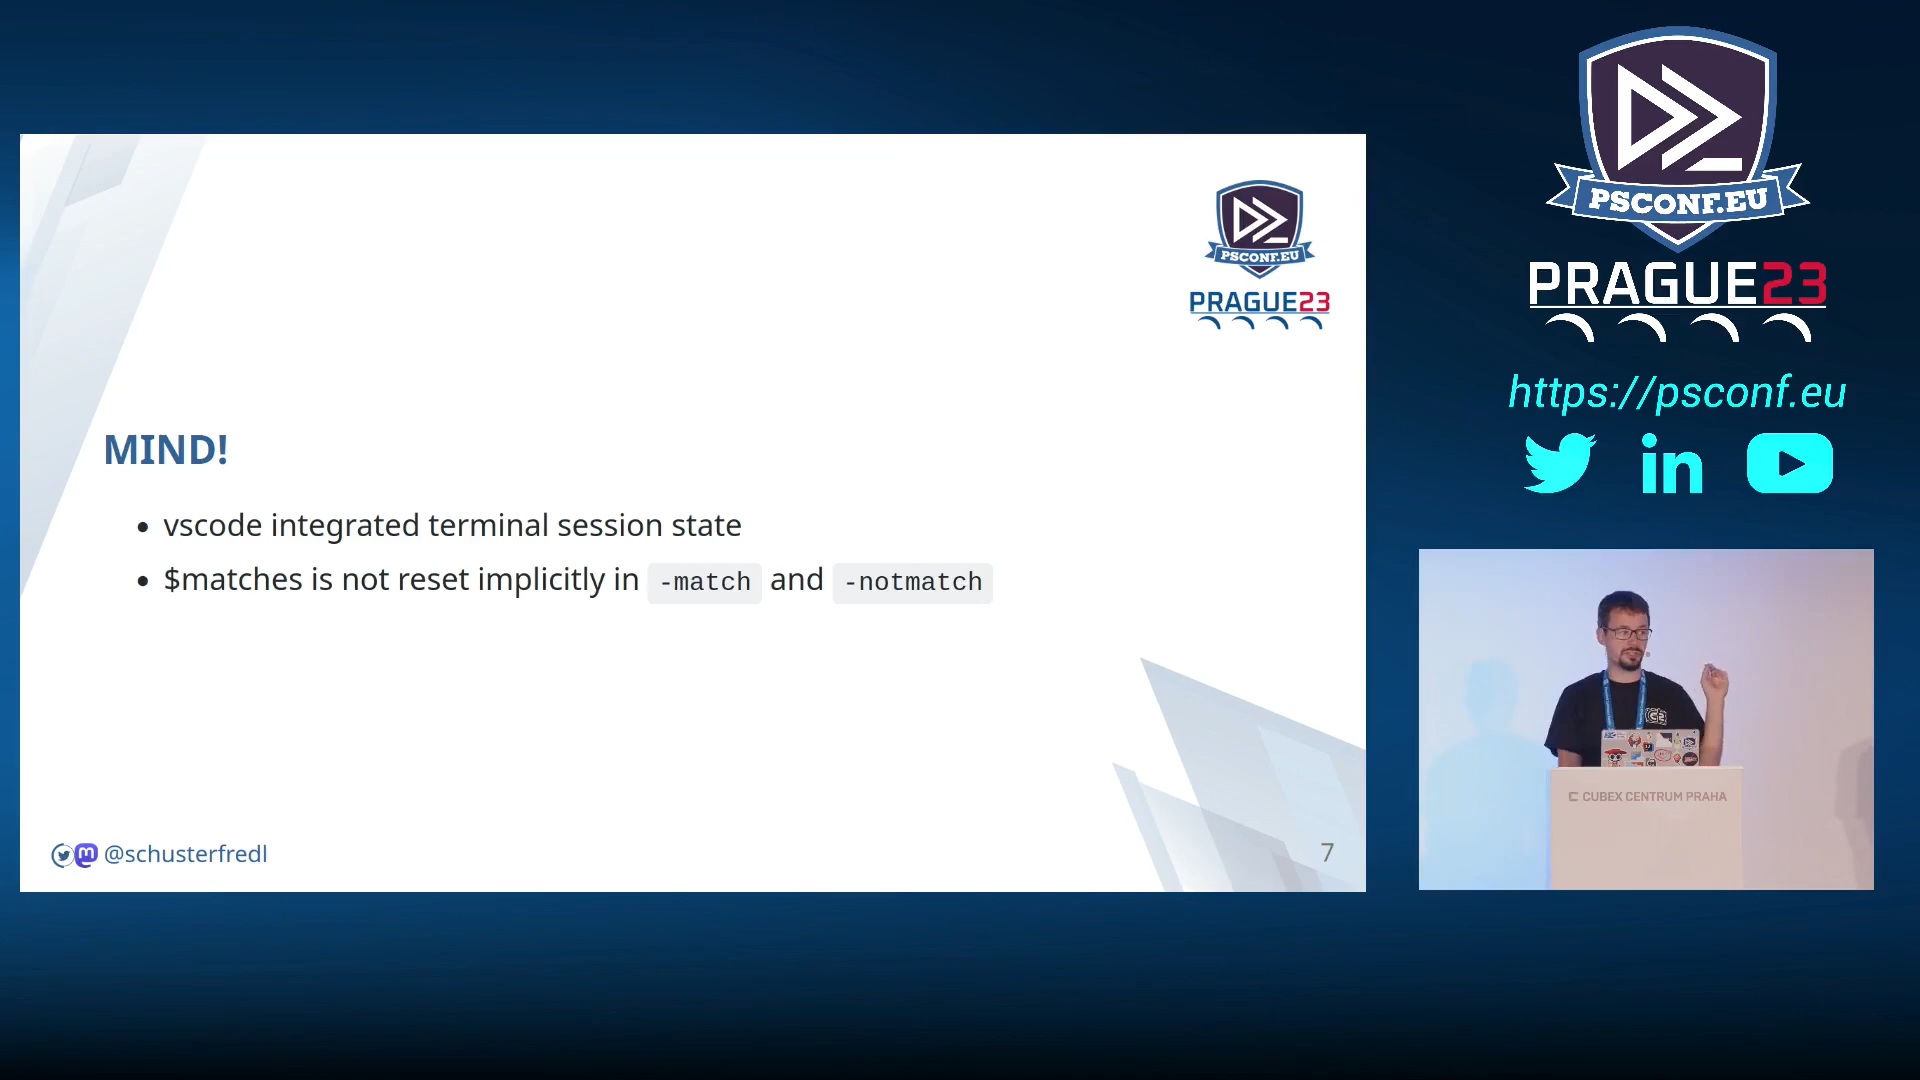 PSCONF.EU
PRAGUE23
MIND!
• vscode integrated terminal session state
• $matches is not reset implicitly in -match and -notmatch
@schusterfredl
7
PSCONF.EU
PRAGUE23
https://psconf.eu
in
CUBEX CENTRUM PRAHA